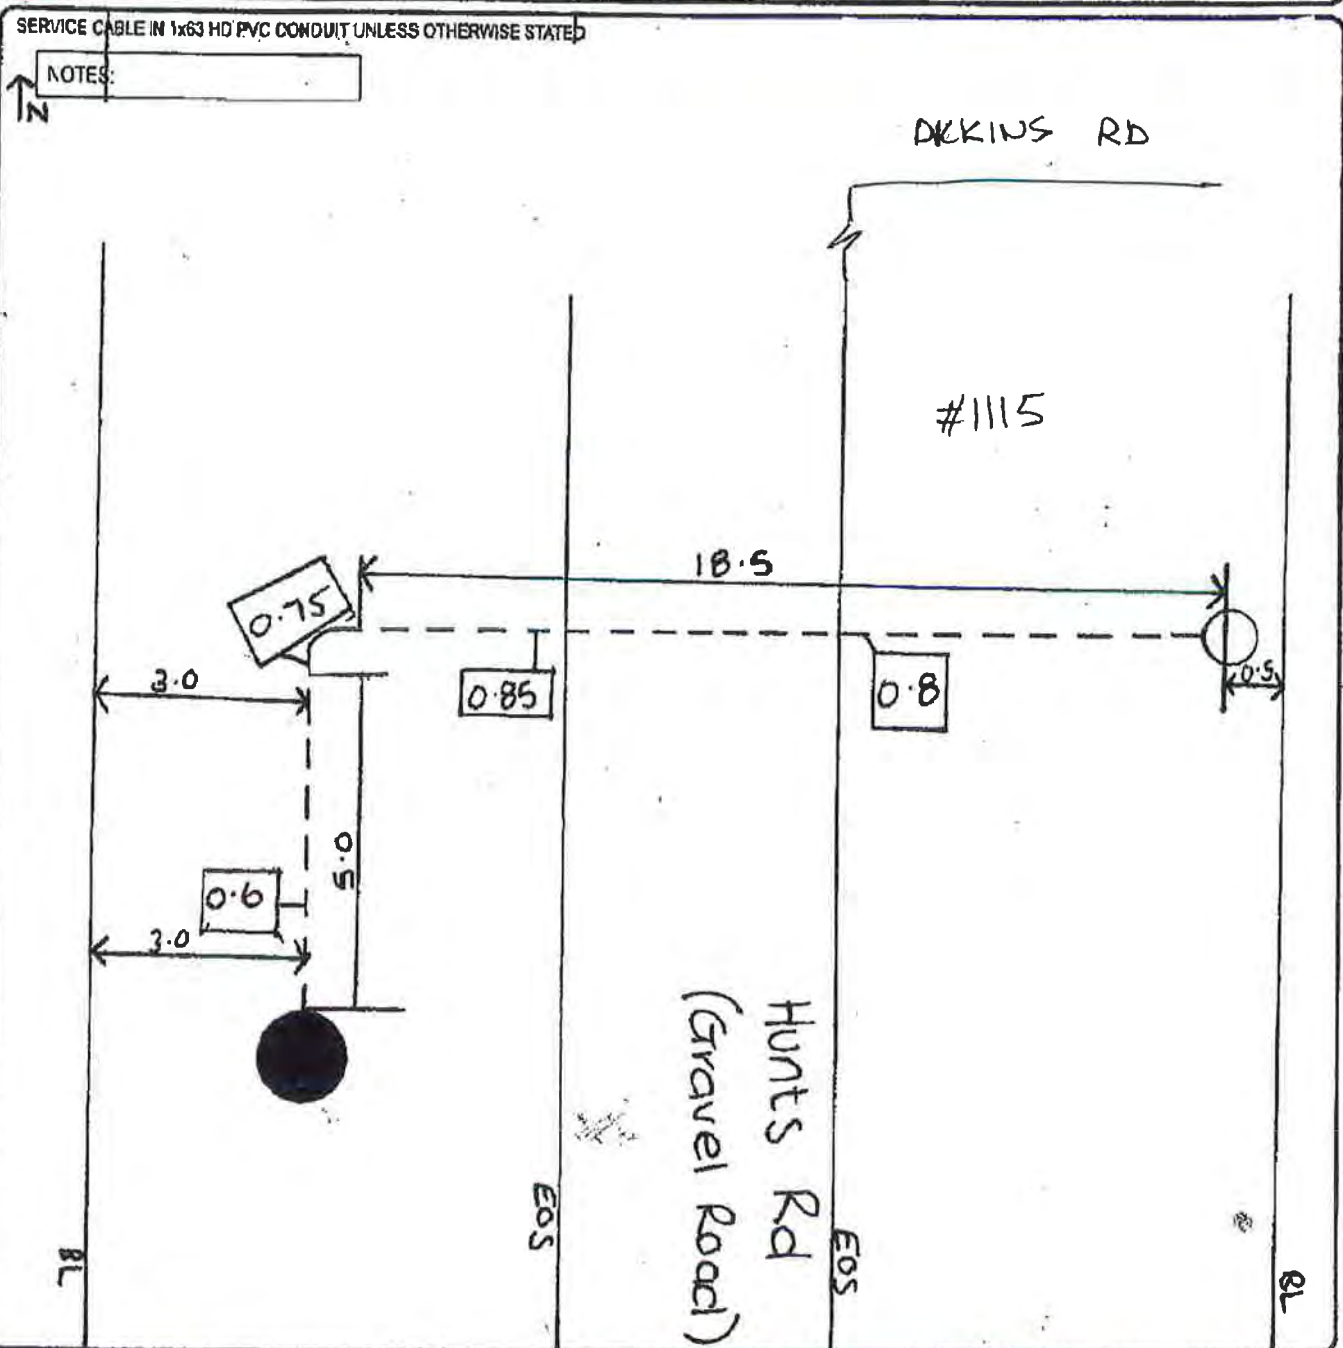 SERVICE CABLE IN 1x63 HD PVC CONDUIT UNLESS OTHERWISE STATED
NOTES:
N
DICKINS RD
#1115
18.5
0.75
3.0
0.85
0.8
0.5
5.0
0.6
3.0
Hunts Rd
(Gravel Road)
EOS
EOS
BL
BL